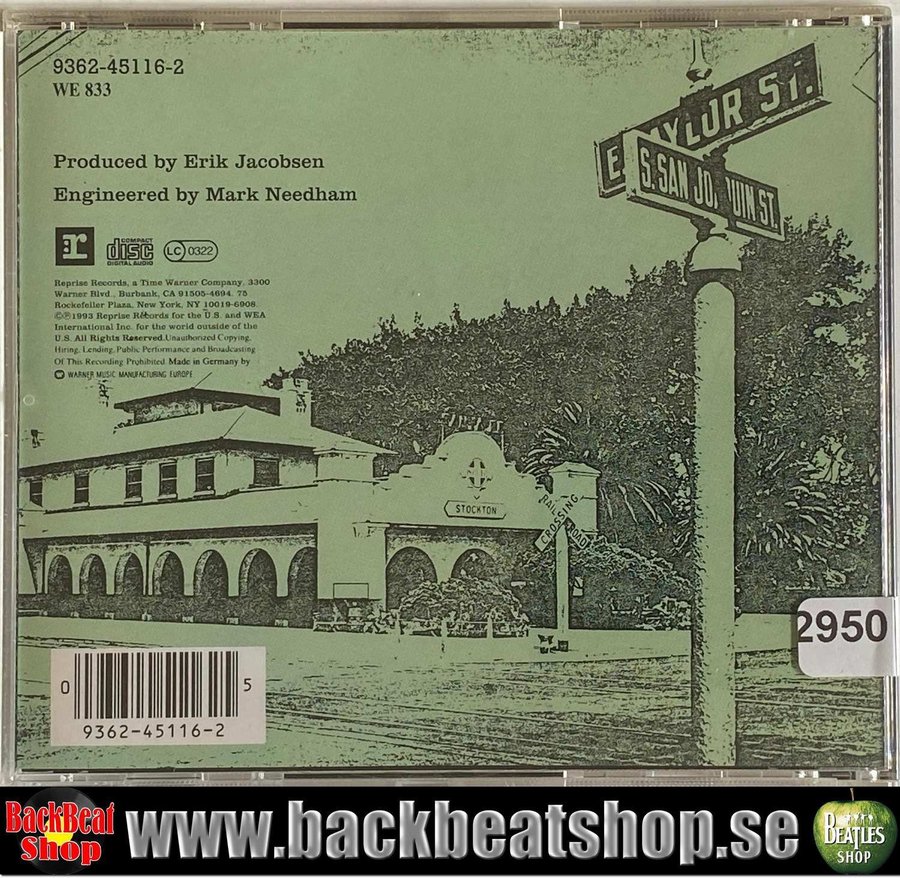 9362-45116-2
WE 833
E. TAYLOR ST.
S. SAN JOAQUIN ST.
Produced by Erik Jacobsen
Engineered by Mark Needham
r
COMPACT
disc
DIGITAL AUDIO
LC 0322
Reprise Records, a Time Warner Company, 3300
Warner Blvd., Burbank, CA 91505-4694. 75
Rockefeller Plaza, New York, NY 10019-6908.
©℗1993 Reprise Records for the U.S. and WEA
International Inc. for the world outside of the
U.S. All Rights Reserved. Unauthorized Copying,
Hiring, Lending, Public Performance and Broadcasting
Of This Recording Prohibited. Made in Germany by
WARNER MUSIC MANUFACTURING EUROPE
STOCKTON
RAILROAD
CROSSING
2950
0 5
9362-45116-2
BackBeat
Shop
www.backbeatshop.se
BEATLES
SHOP